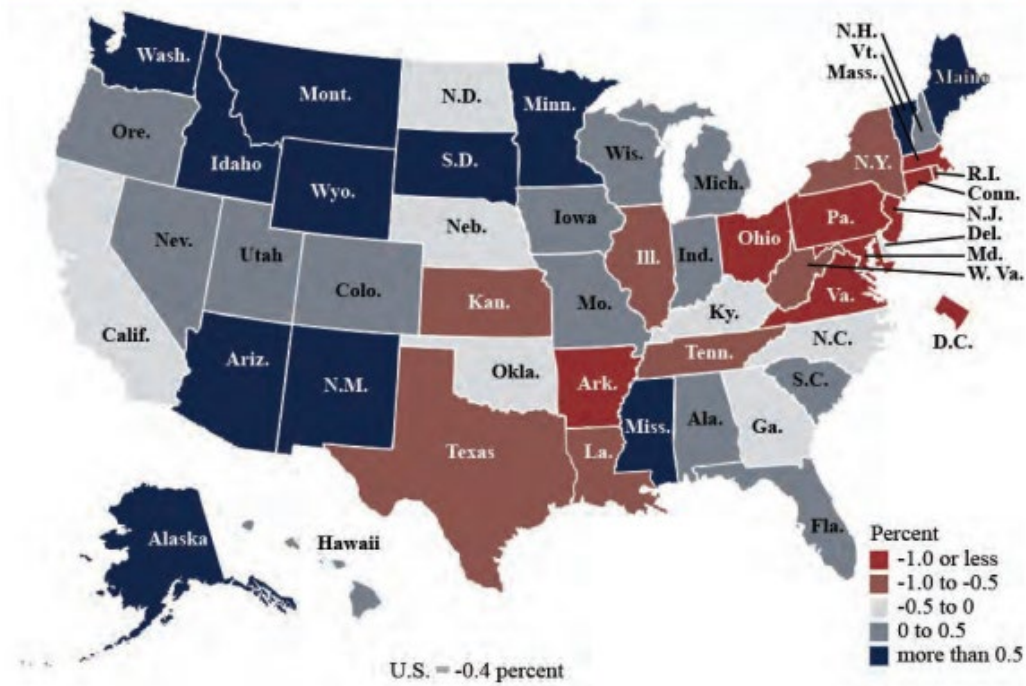 N.H.
Vt.
Mass.
Wash.
Mont.
N.D.
Minn.
Maine
Ore.
Idaho
S.D.
Wis.
Mich.
N.Y.
R.I.
Conn.
N.J.
Del.
Md.
W. Va.
Wyo.
Neb.
Iowa
Pa.
Ohio
Nev.
Utah
Colo.
Ill.
Ind.
Kan.
Mo.
Va.
Calif.
Ky.
D.C.
N.C.
Ariz.
N.M.
Okla.
Ark.
Tenn.
S.C.
Texas
La.
Miss.
Ala.
Ga.
Alaska
Hawaii
Fla.
Percent
-1.0 or less
-1.0 to -0.5
-0.5 to 0
0 to 0.5
more than 0.5
U.S. = -0.4 percent